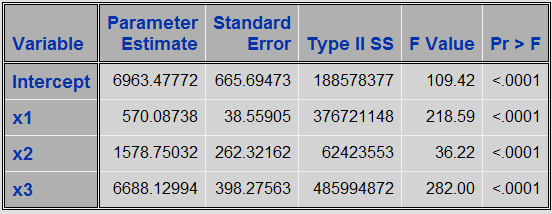 Variable Parameter Estimate Standard Error Type II SS F Value Pr > F
Intercept 6963.47772 665.69473 188578377 109.42 <.0001
x1 570.08738 38.55905 376721148 218.59 <.0001
x2 1578.75032 262.32162 62423553 36.22 <.0001
x3 6688.12994 398.27563 485994872 282.00 <.0001